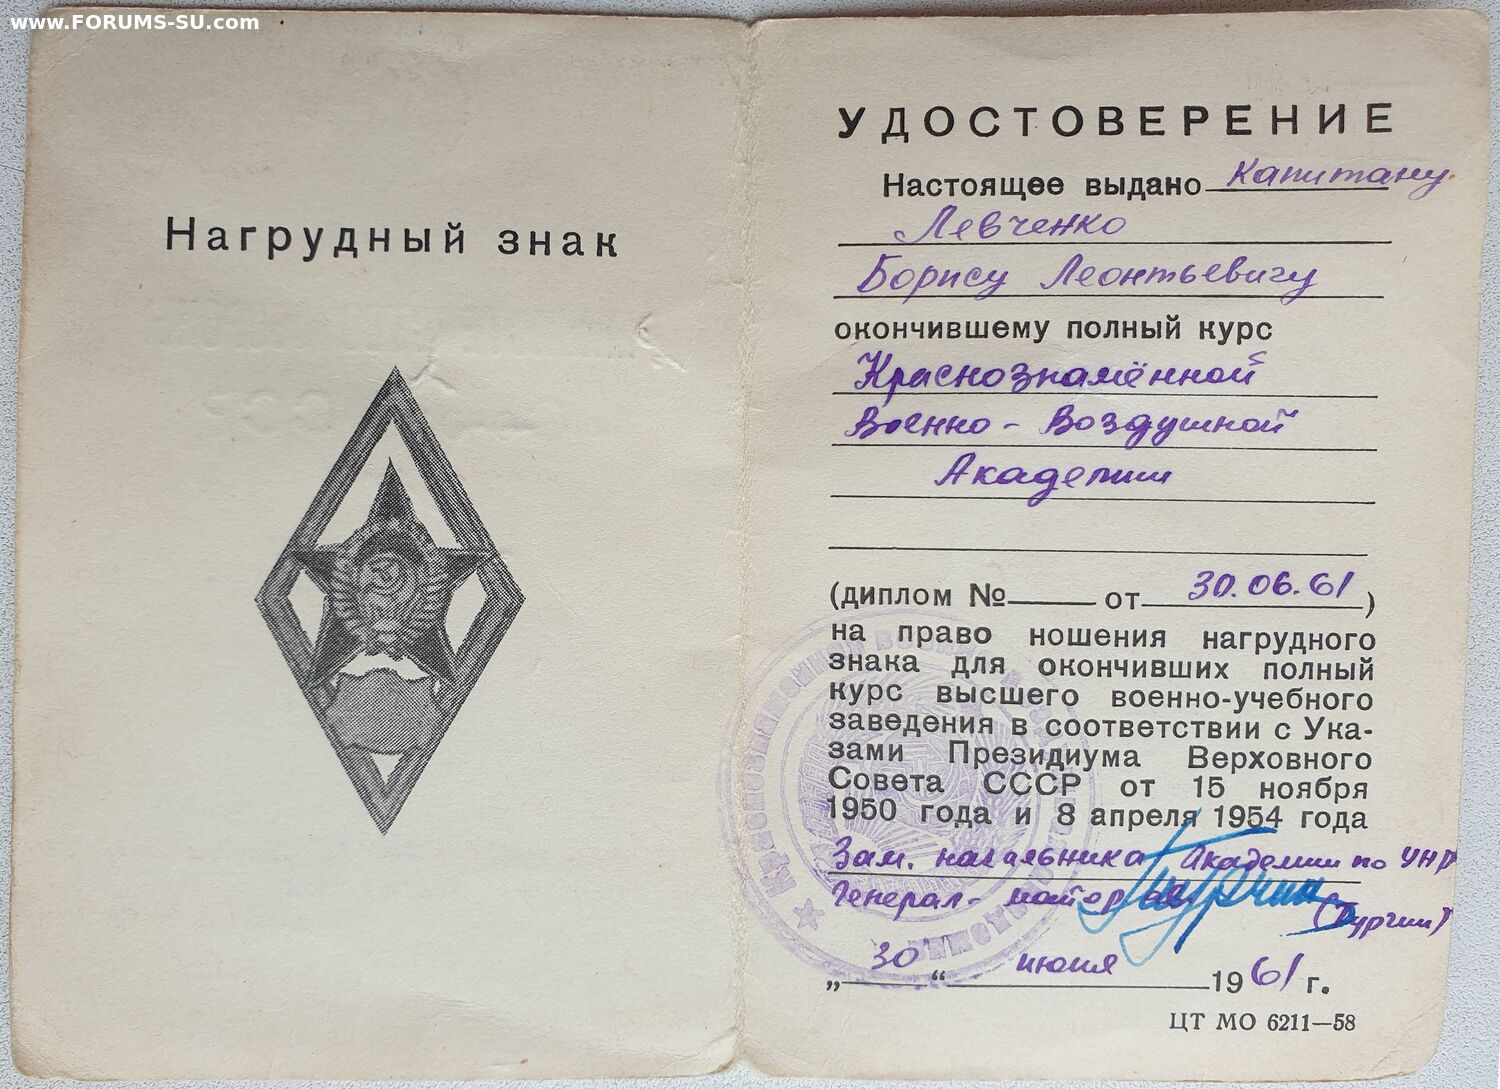 www.FORUMS-SU.com
Нагрудный знак
УДОСТОВЕРЕНИЕ
Настоящее выдано Капитану
Левченко
Борису Леонтьевичу
окончившему полный курс
Краснознамённой
Военно-Воздушной
Академии
(диплом № от 30.06.61)
на право ношения нагрудного
знака для окончивших полный
курс высшего военно-учебного
заведения в соответствии с Ука-
зами Президиума Верховного
Совета СССР от 15 ноября
1950 года и 8 апреля 1954 года
Зам. начальника Академии по УНР
Генерал-майор ав.
„30“ июня 1961 г.
ЦТ МО 6211—58